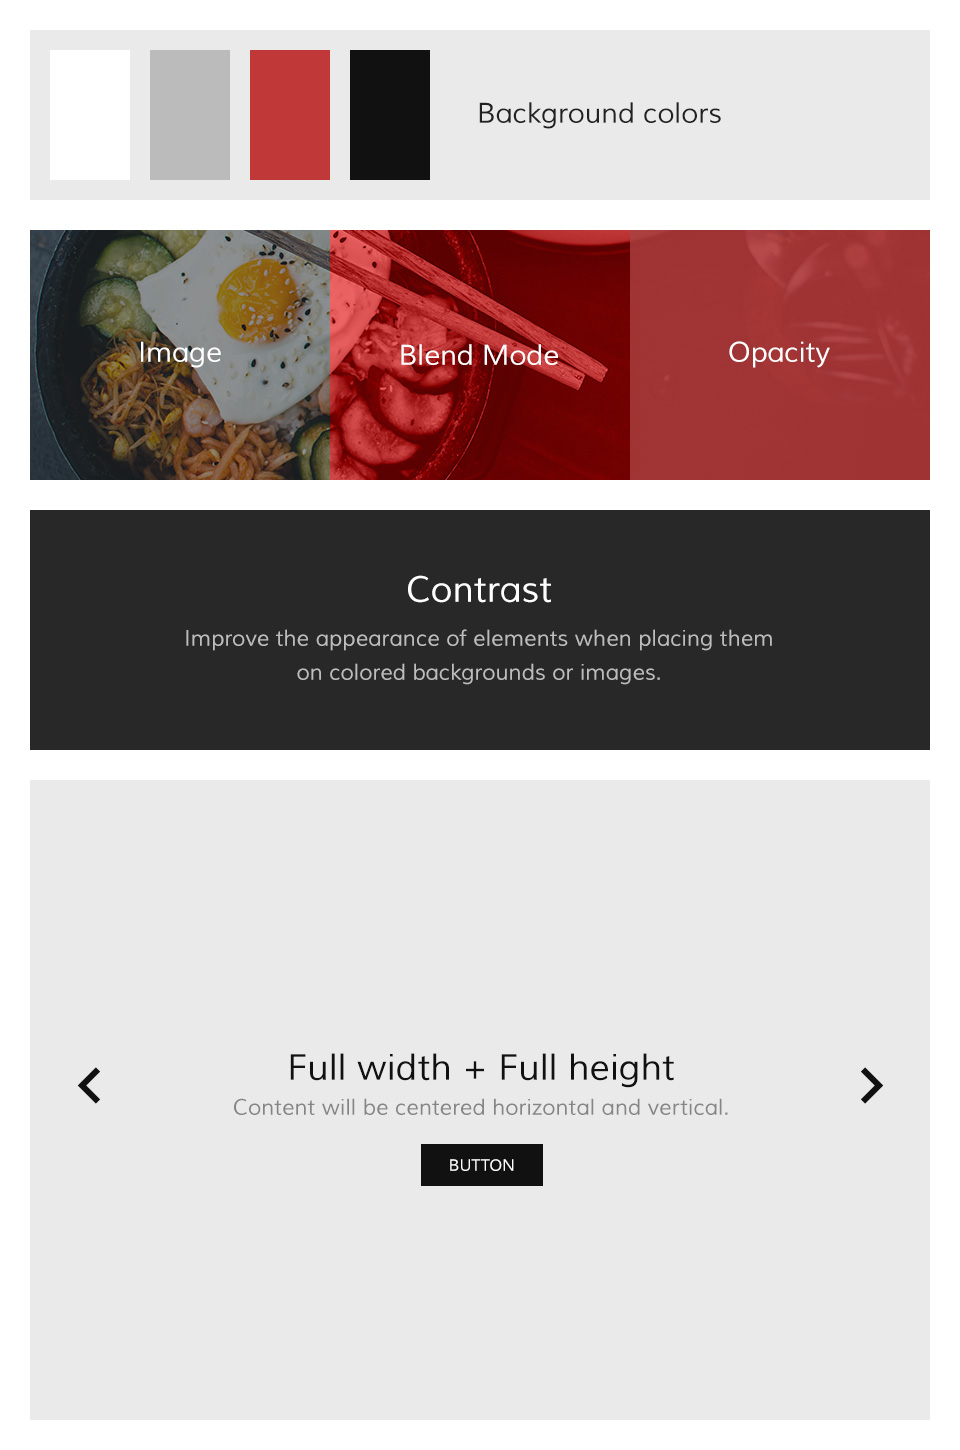 Background colors
Image
Blend Mode
Opacity
Contrast
Improve the appearance of elements when placing them
on colored backgrounds or images.
Full width + Full height
Content will be centered horizontal and vertical.
BUTTON